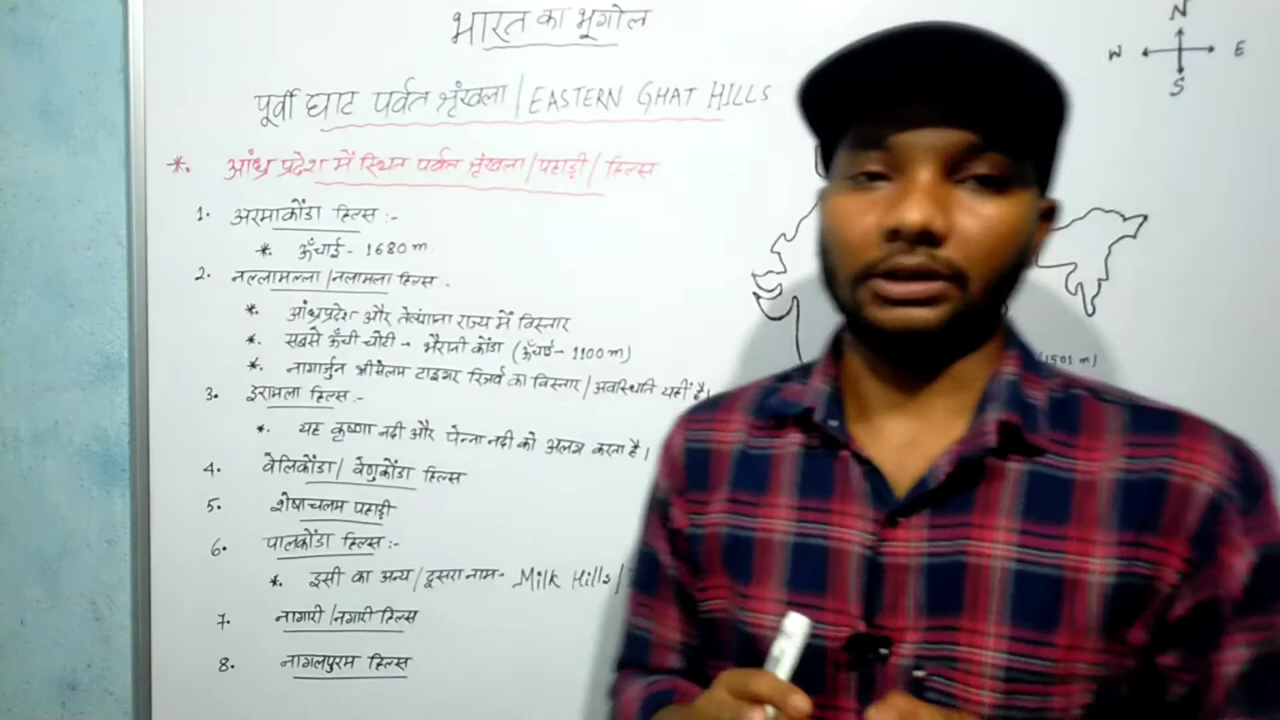 भारत का भूगोल
N
W E
S
पूर्वी घाट पर्वत श्रृंखला / EASTERN GHAT HILLS
*. आंध्र प्रदेश में स्थित पर्वत श्रृंखला / पहाड़ी / हिल्स
1. अरमाकोंडा हिल्स :-
*. ऊँचाई - 1680 m.
2. नल्लामल्ला / नलामला हिल्स -
*. आंध्रप्रदेश और तेलंगाना राज्य में विस्तार
*. सबसे ऊँची चोटी - भैरानी कोंडा (ऊँचाई - 1100 m)
(1501 m)
*. नागार्जुन श्रीसैलम टाइगर रिजर्व का विस्तार / अवस्थिति यहीं है।
3. इरामला हिल्स :-
*. यह कृष्णा नदी और पेन्ना नदी को अलग करता है।
4. वेलिकोंडा / वेणुकोंडा हिल्स
5. शेषाचलम पहाड़ी
6. पालकोंडा हिल्स :-
*. इसी का अन्य / दूसरा नाम - Milk Hills /
7. नागारी / नगारी हिल्स
8. नागलपुरम हिल्स